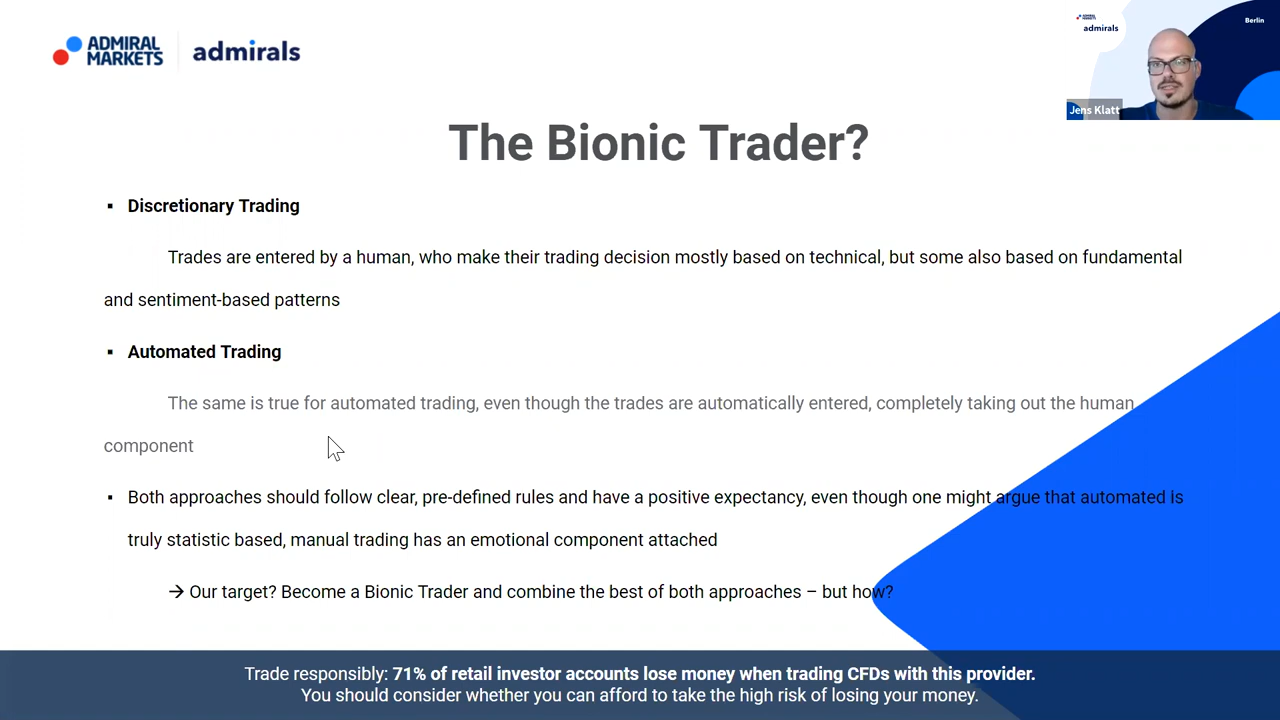 ADMIRAL
MARKETS
admirals
ADMIRAL
MARKETS
admirals
Berlin
Jens Klatt
The Bionic Trader?
▪ Discretionary Trading
Trades are entered by a human, who make their trading decision mostly based on technical, but some also based on fundamental
and sentiment-based patterns
▪ Automated Trading
The same is true for automated trading, even though the trades are automatically entered, completely taking out the human
component
▪ Both approaches should follow clear, pre-defined rules and have a positive expectancy, even though one might argue that automated is
truly statistic based, manual trading has an emotional component attached
→ Our target? Become a Bionic Trader and combine the best of both approaches – but how?
Trade responsibly: 71% of retail investor accounts lose money when trading CFDs with this provider.
You should consider whether you can afford to take the high risk of losing your money.